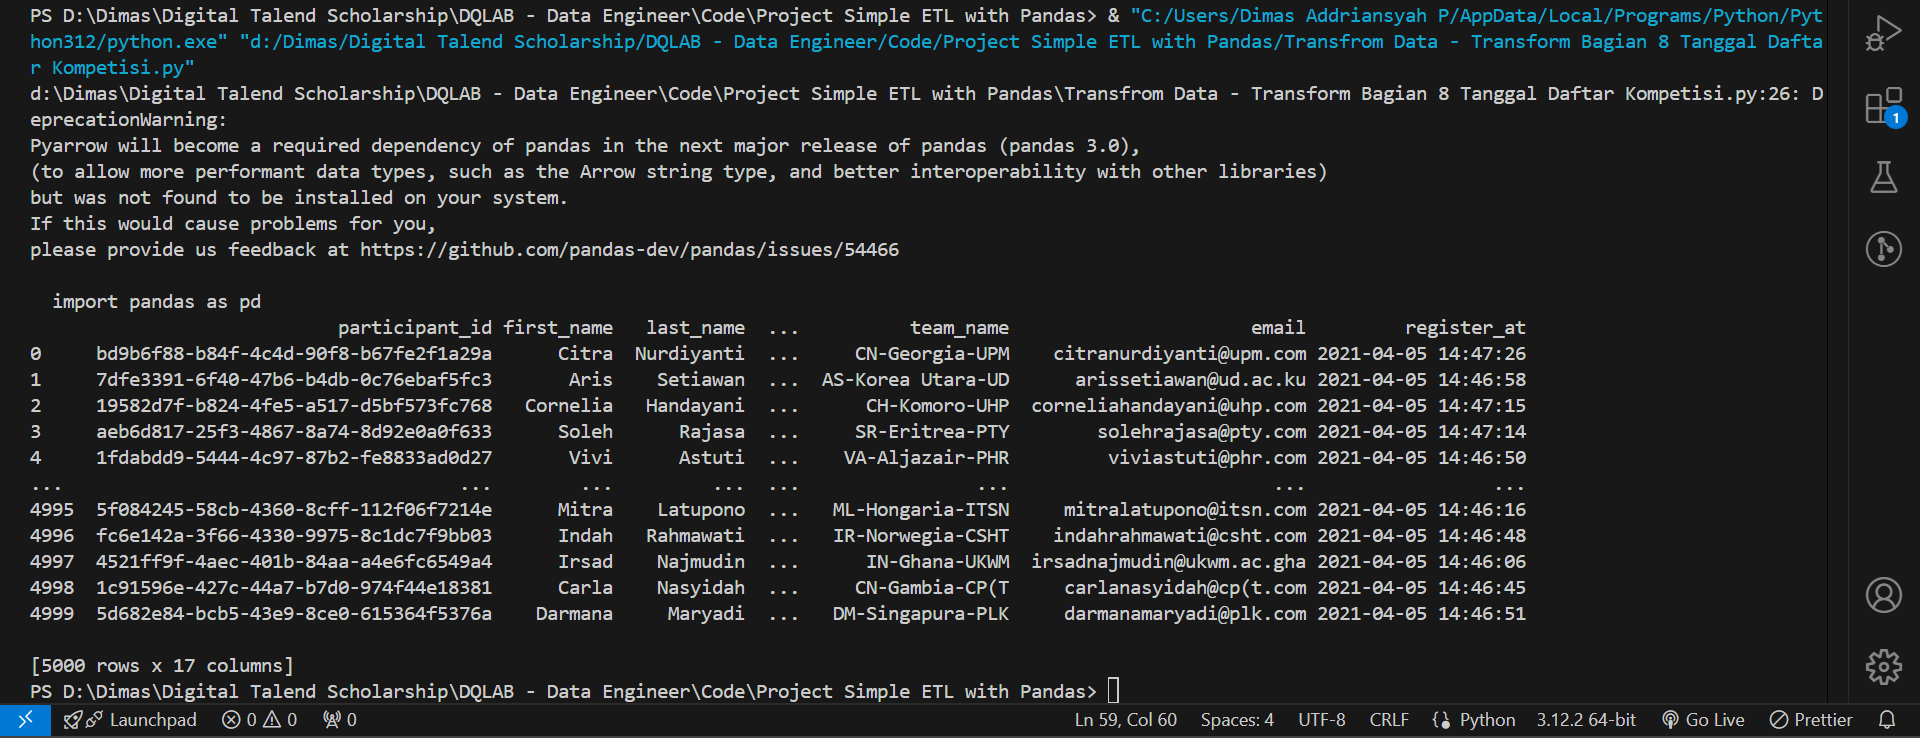 PS D:\Dimas\Digital Talend Scholarship\DQLAB - Data Engineer\Code\Project Simple ETL with Pandas> & "C:/Users/Dimas Addriansyah P/AppData/Local/Programs/Python/Pyt
hon312/python.exe" "d:/Dimas/Digital Talend Scholarship/DQLAB - Data Engineer/Code/Project Simple ETL with Pandas/Transfrom Data - Transform Bagian 8 Tanggal Dafta
r Kompetisi.py"
d:\Dimas\Digital Talend Scholarship\DQLAB - Data Engineer\Code\Project Simple ETL with Pandas\Transfrom Data - Transform Bagian 8 Tanggal Daftar Kompetisi.py:26: D
eprecationWarning:
Pyarrow will become a required dependency of pandas in the next major release of pandas (pandas 3.0),
(to allow more performant data types, such as the Arrow string type, and better interoperability with other libraries)
but was not found to be installed on your system.
If this would cause problems for you,
please provide us feedback at https://github.com/pandas-dev/pandas/issues/54466
import pandas as pd
participant_id first_name last_name ... team_name email register_at
0 bd9b6f88-b84f-4c4d-90f8-b67fe2f1a29a Citra Nurdiyanti ... CN-Georgia-UPM citranurdiyanti@upm.com 2021-04-05 14:47:26
1 7dfe3391-6f40-47b6-b4db-0c76ebaf5fc3 Aris Setiawan ... AS-Korea Utara-UD arissetiawan@ud.ac.ku 2021-04-05 14:46:58
2 19582d7f-b824-4fe5-a517-d5bf573fc768 Cornelia Handayani ... CH-Komoro-UHP corneliahandayani@uhp.com 2021-04-05 14:47:15
3 aeb6d817-25f3-4867-8a74-8d92e0a0f633 Soleh Rajasa ... SR-Eritrea-PTY solehrajasa@pty.com 2021-04-05 14:47:14
4 1fdabdd9-5444-4c97-87b2-fe8833ad0d27 Vivi Astuti ... VA-Aljazair-PHR viviastuti@phr.com 2021-04-05 14:46:50
... ... ... ... ... ... ... ...
4995 5f084245-58cb-4360-8cff-112f06f7214e Mitra Latupono ... ML-Hongaria-ITSN mitralatupono@itsn.com 2021-04-05 14:46:16
4996 fc6e142a-3f66-4330-9975-8c1dc7f9bb03 Indah Rahmawati ... IR-Norwegia-CSHT indahrahmawati@csht.com 2021-04-05 14:46:48
4997 4521ff9f-4aec-401b-84aa-a4e6fc6549a4 Irsad Najmudin ... IN-Ghana-UKWM irsadnajmudin@ukwm.ac.gha 2021-04-05 14:46:06
4998 1c91596e-427c-44a7-b7d0-974f44e18381 Carla Nasyidah ... CN-Gambia-CP(T carlanasyidah@cp(t.com 2021-04-05 14:46:45
4999 5d682e84-bcb5-43e9-8ce0-615364f5376a Darmana Maryadi ... DM-Singapura-PLK darmanamaryadi@plk.com 2021-04-05 14:46:51
[5000 rows x 17 columns]
PS D:\Dimas\Digital Talend Scholarship\DQLAB - Data Engineer\Code\Project Simple ETL with Pandas>
1
Launchpad 0 0 0 Ln 59, Col 60 Spaces: 4 UTF-8 CRLF Python 3.12.2 64-bit Go Live Prettier